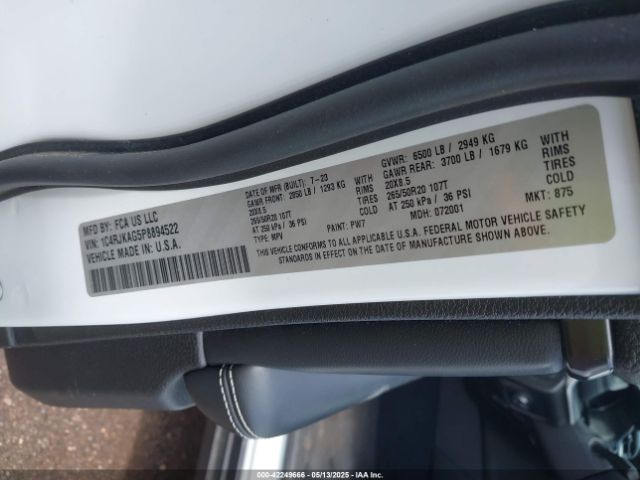 MFD BY: FCA US LLC
VIN: 1C4RJKAG5P8894522
VEHICLE MADE IN: U.S.A.
DATE OF MFR (BUILT): 7-23
GVWR: 6500 LB / 2949 KG
GAWR FRONT: 2850 LB / 1293 KG WITH
20X8.5 RIMS
265/50R20 107T TIRES
AT 250 kPa / 36 PSI COLD
GAWR REAR: 3700 LB / 1679 KG WITH
20X8.5 RIMS
265/50R20 107T TIRES
AT 250 kPa / 36 PSI COLD
TYPE: MPV PAINT: PW7 MDH: 072001 MKT: 875
THIS VEHICLE CONFORMS TO ALL APPLICABLE U.S.A. FEDERAL MOTOR VEHICLE SAFETY
STANDARDS IN EFFECT ON THE DATE OF MANUFACTURE SHOWN ABOVE.
000-42249666 - 05/13/2025 - IAA Inc.